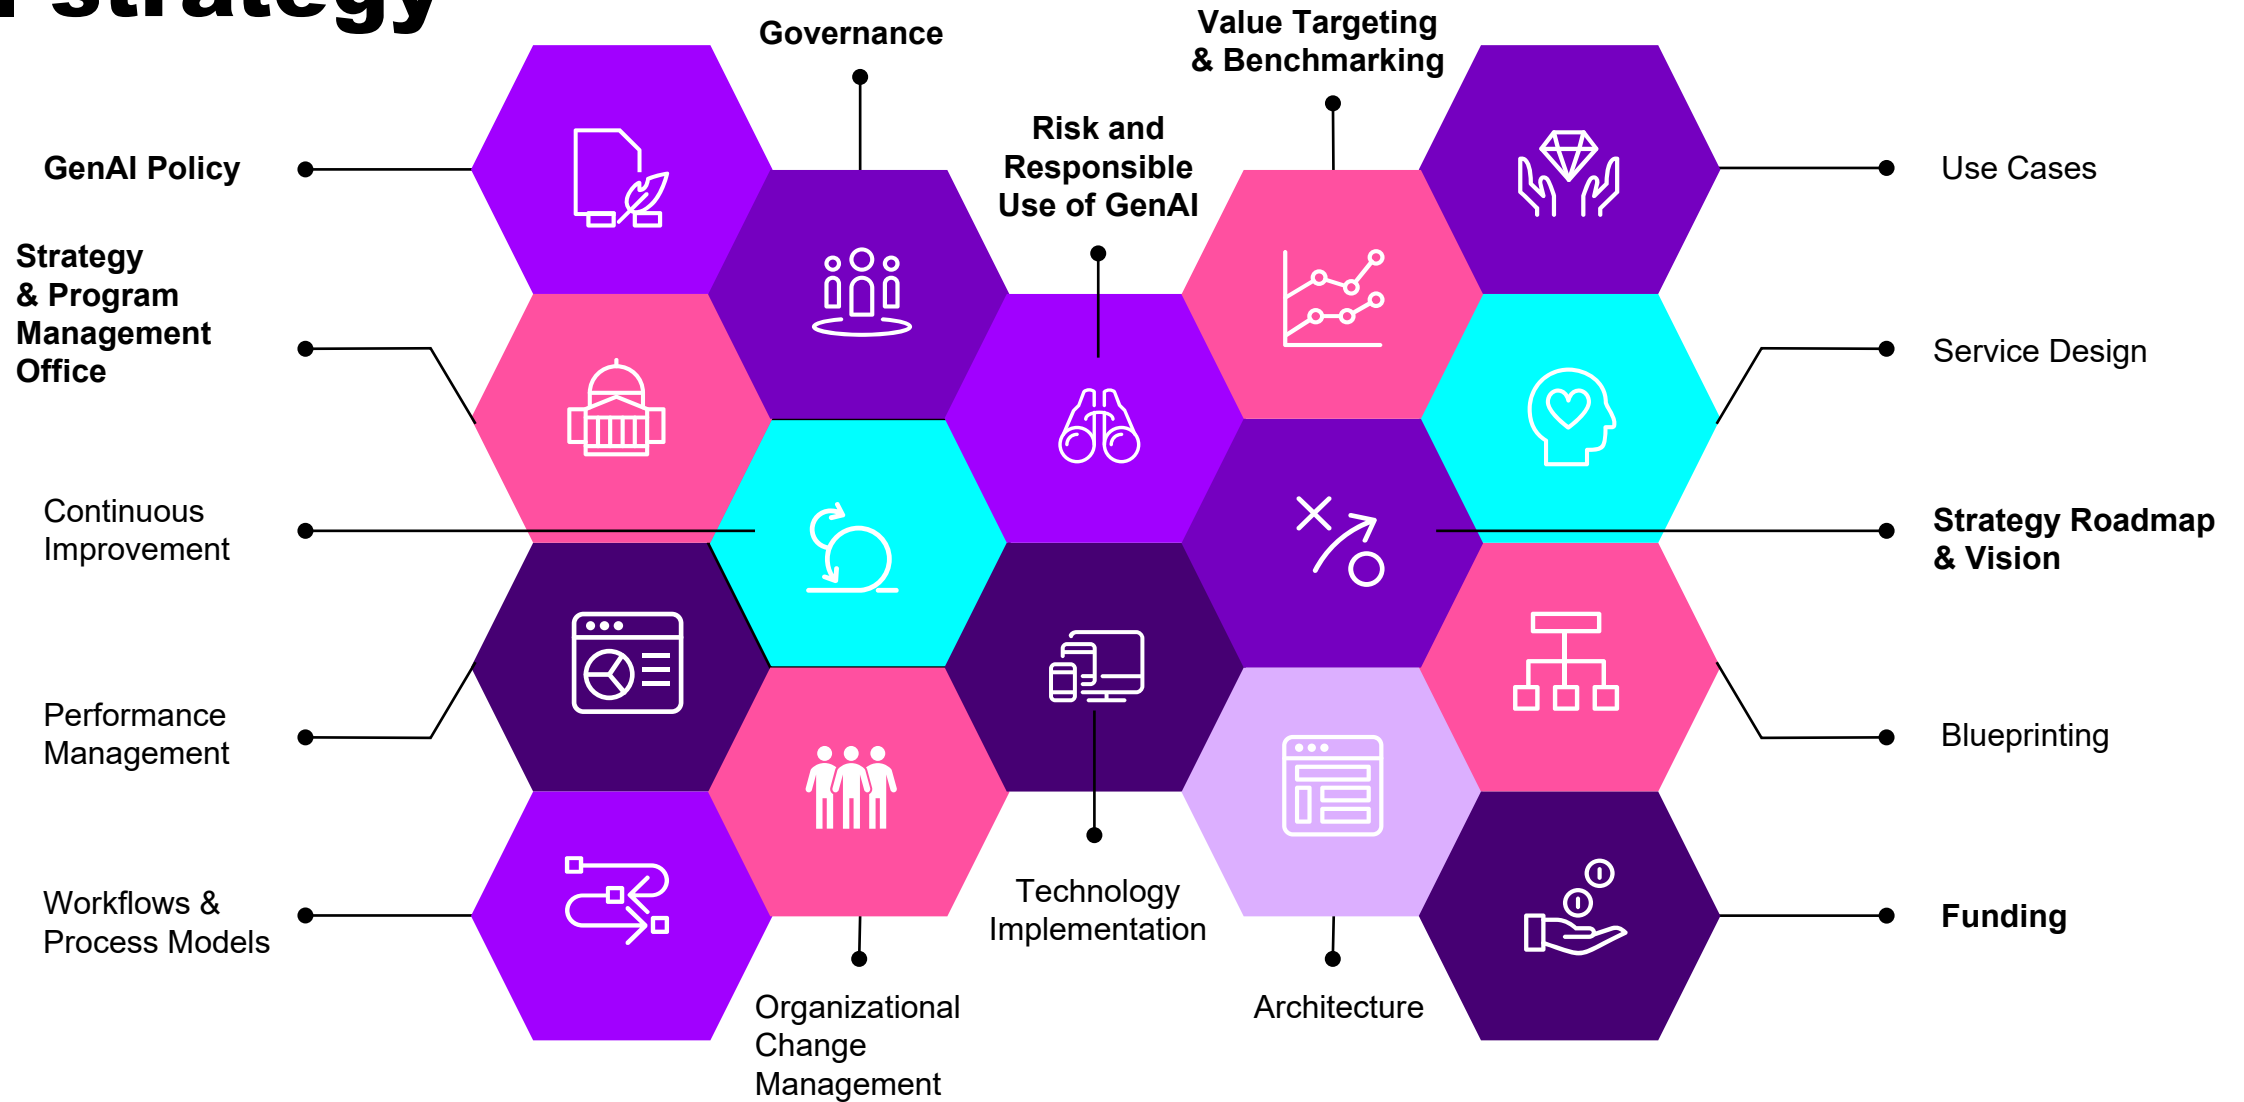 strategy
Governance
Value Targeting
& Benchmarking
Risk and
Responsible
Use of GenAI
GenAI Policy
Use Cases
Strategy
& Program
Management
Office
Service Design
Continuous
Improvement
Strategy Roadmap
& Vision
Performance
Management
Blueprinting
Workflows &
Process Models
Technology
Implementation
Funding
Organizational
Change
Management
Architecture